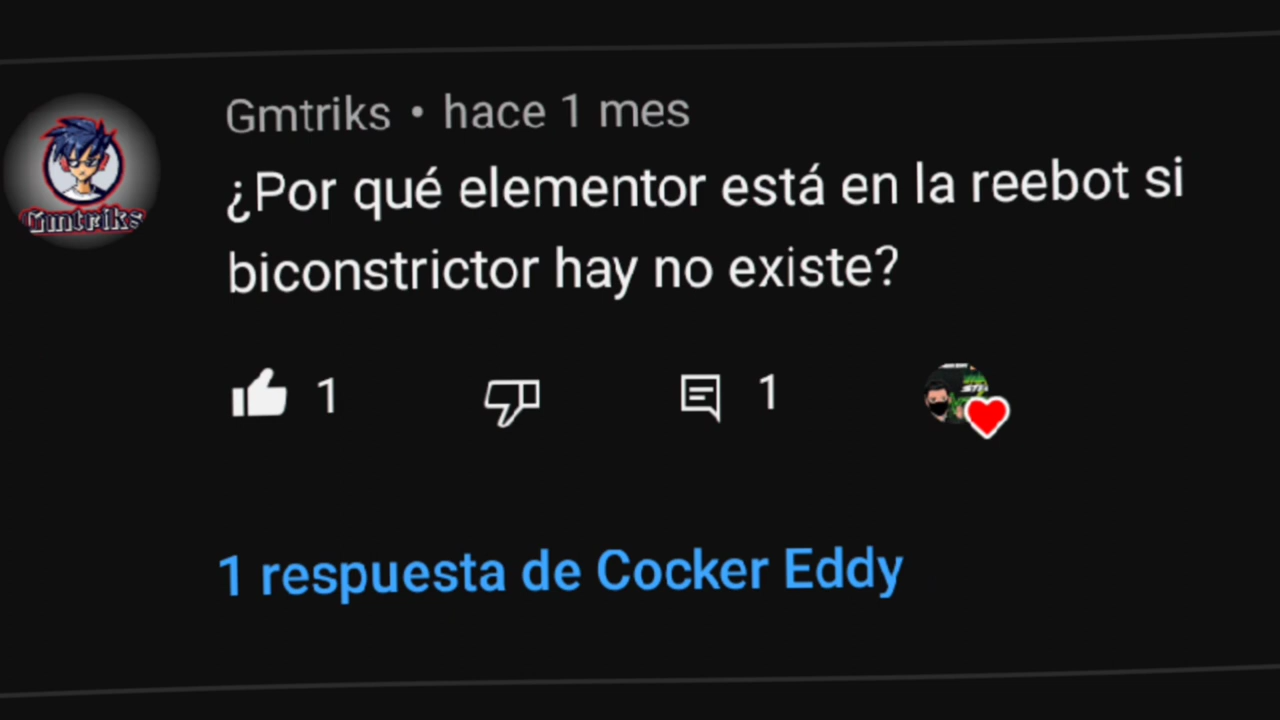 Gmtriks • hace 1 mes
¿Por qué elementor está en la reebot si
biconstrictor hay no existe?
1
1
1 respuesta de Cocker Eddy
Gmtriks